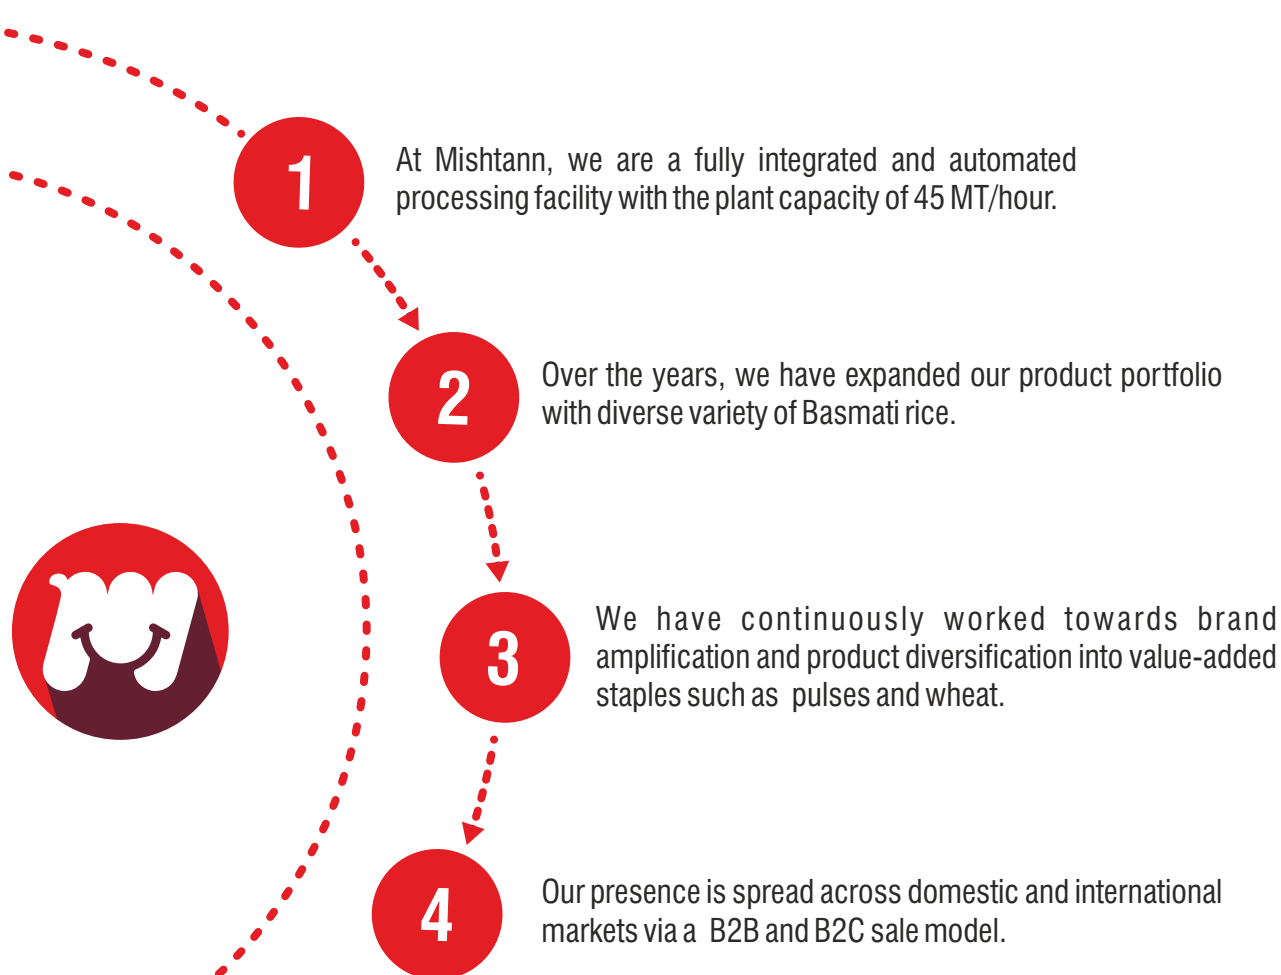 1
At Mishtann, we are a fully integrated and automated
processing facility with the plant capacity of 45 MT/hour.
2
Over the years, we have expanded our product portfolio
with diverse variety of Basmati rice.
3
We have continuously worked towards brand
amplification and product diversification into value-added
staples such as pulses and wheat.
4
Our presence is spread across domestic and international
markets via a B2B and B2C sale model.